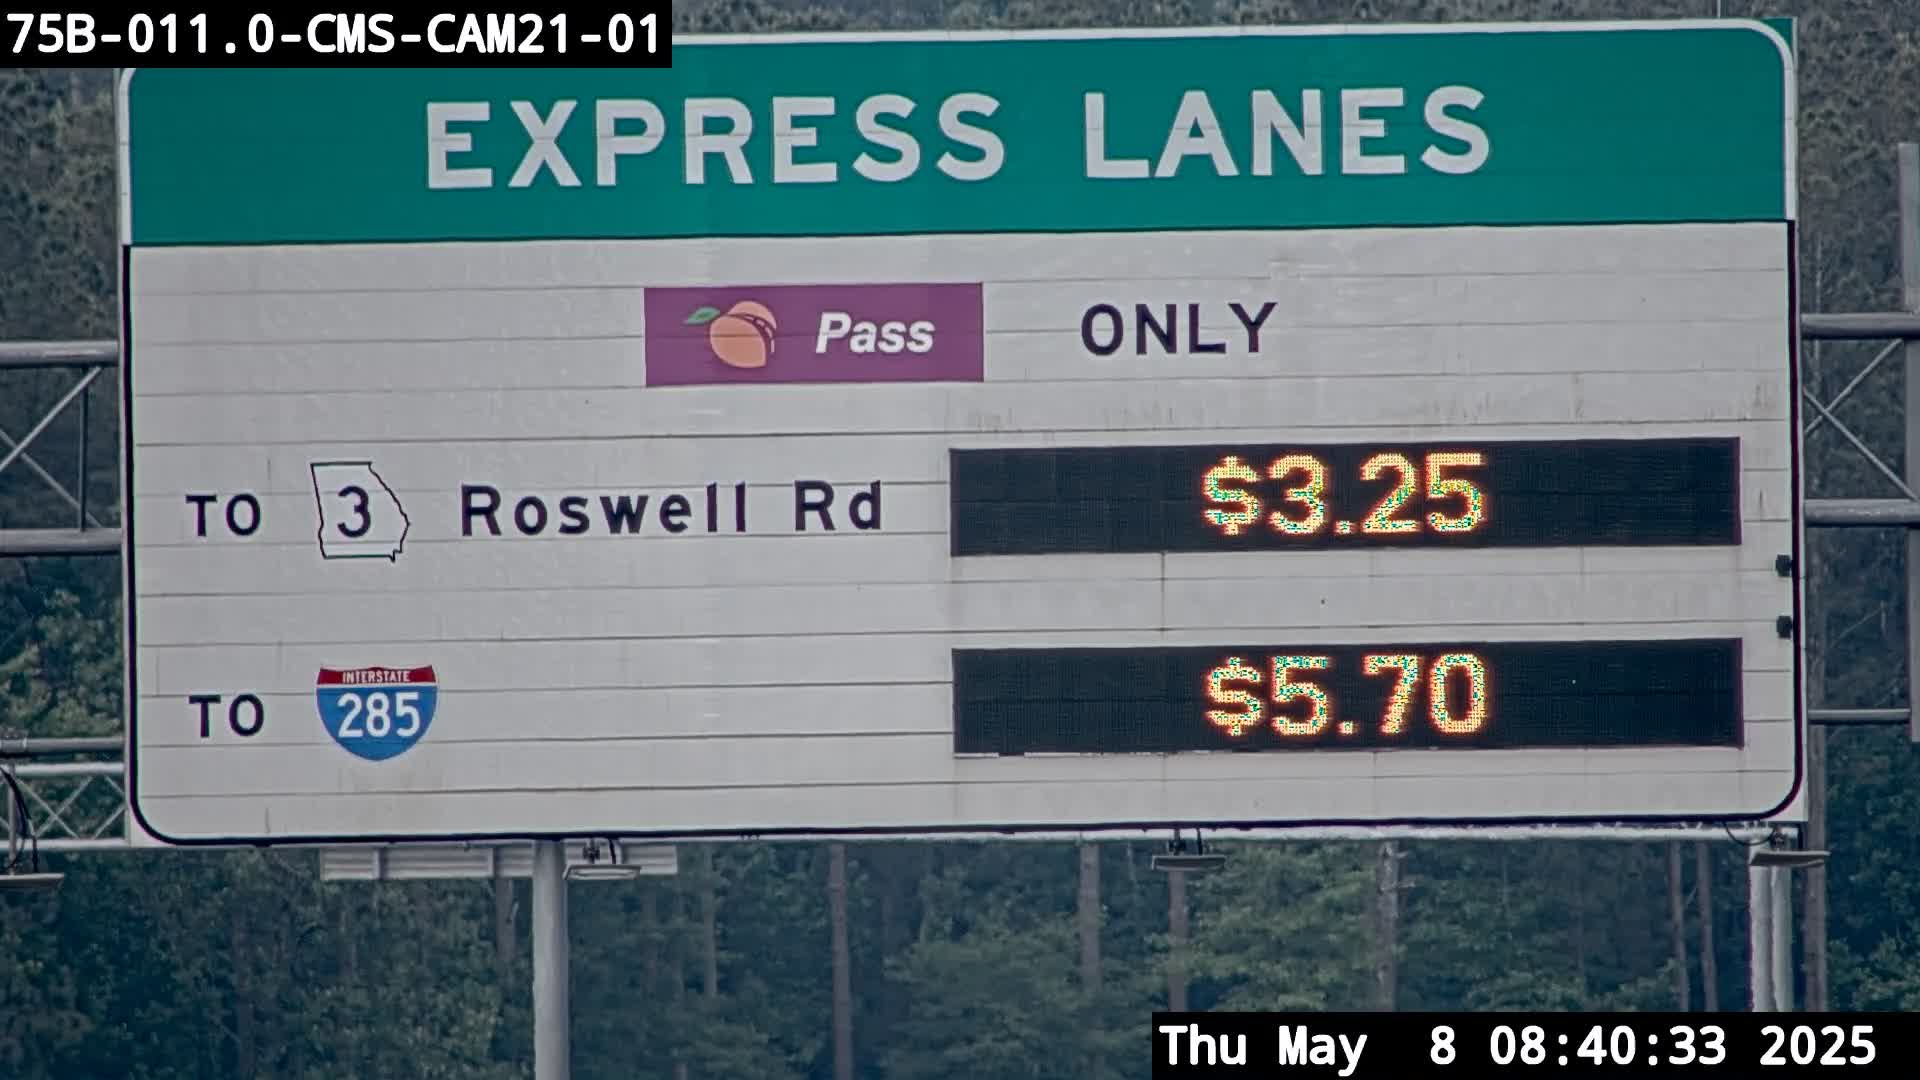 75B-011.0-CMS-CAM21-01
EXPRESS LANES
Pass ONLY
TO 3 Roswell Rd $3.25
TO INTERSTATE 285 $5.70
Thu May 8 08:40:33 2025